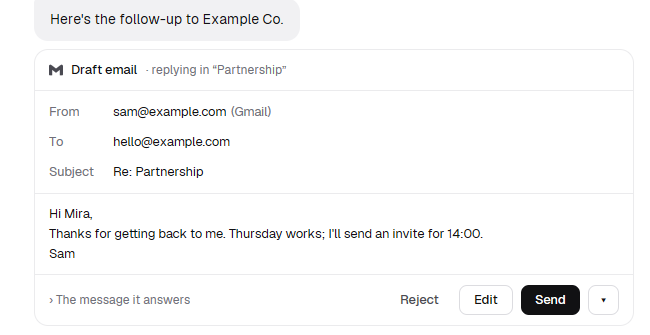 Here's the follow-up to Example Co.
Draft email · replying in “Partnership”
From sam@example.com (Gmail)
To hello@example.com
Subject Re: Partnership
Hi Mira,
Thanks for getting back to me. Thursday works; I'll send an invite for 14:00.
Sam
› The message it answers Reject Edit Send ▾